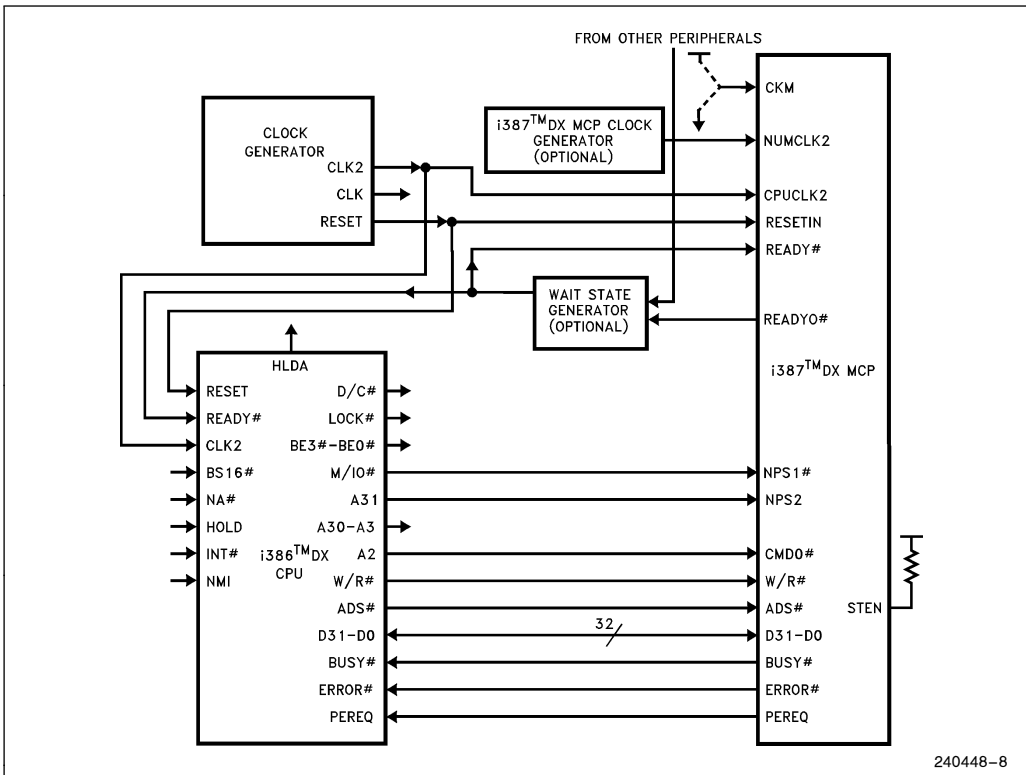 FROM OTHER PERIPHERALS
CLOCK
GENERATOR
CLK2
CLK
RESET
i387™DX MCP CLOCK
GENERATOR
(OPTIONAL)
WAIT STATE
GENERATOR
(OPTIONAL)
CKM
NUMCLK2
CPUCLK2
RESETIN
READY#
READYO#
i387™DX MCP
NPS1#
NPS2
CMD0#
W/R#
ADS#
STEN
D31-D0
BUSY#
ERROR#
PEREQ
HLDA
RESET
READY#
CLK2
BS16#
NA#
HOLD
INT#
NMI
i386™DX
CPU
D/C#
LOCK#
BE3#-BE0#
M/IO#
A31
A30-A3
A2
W/R#
ADS#
D31-D0
BUSY#
ERROR#
PEREQ
32
240448-8